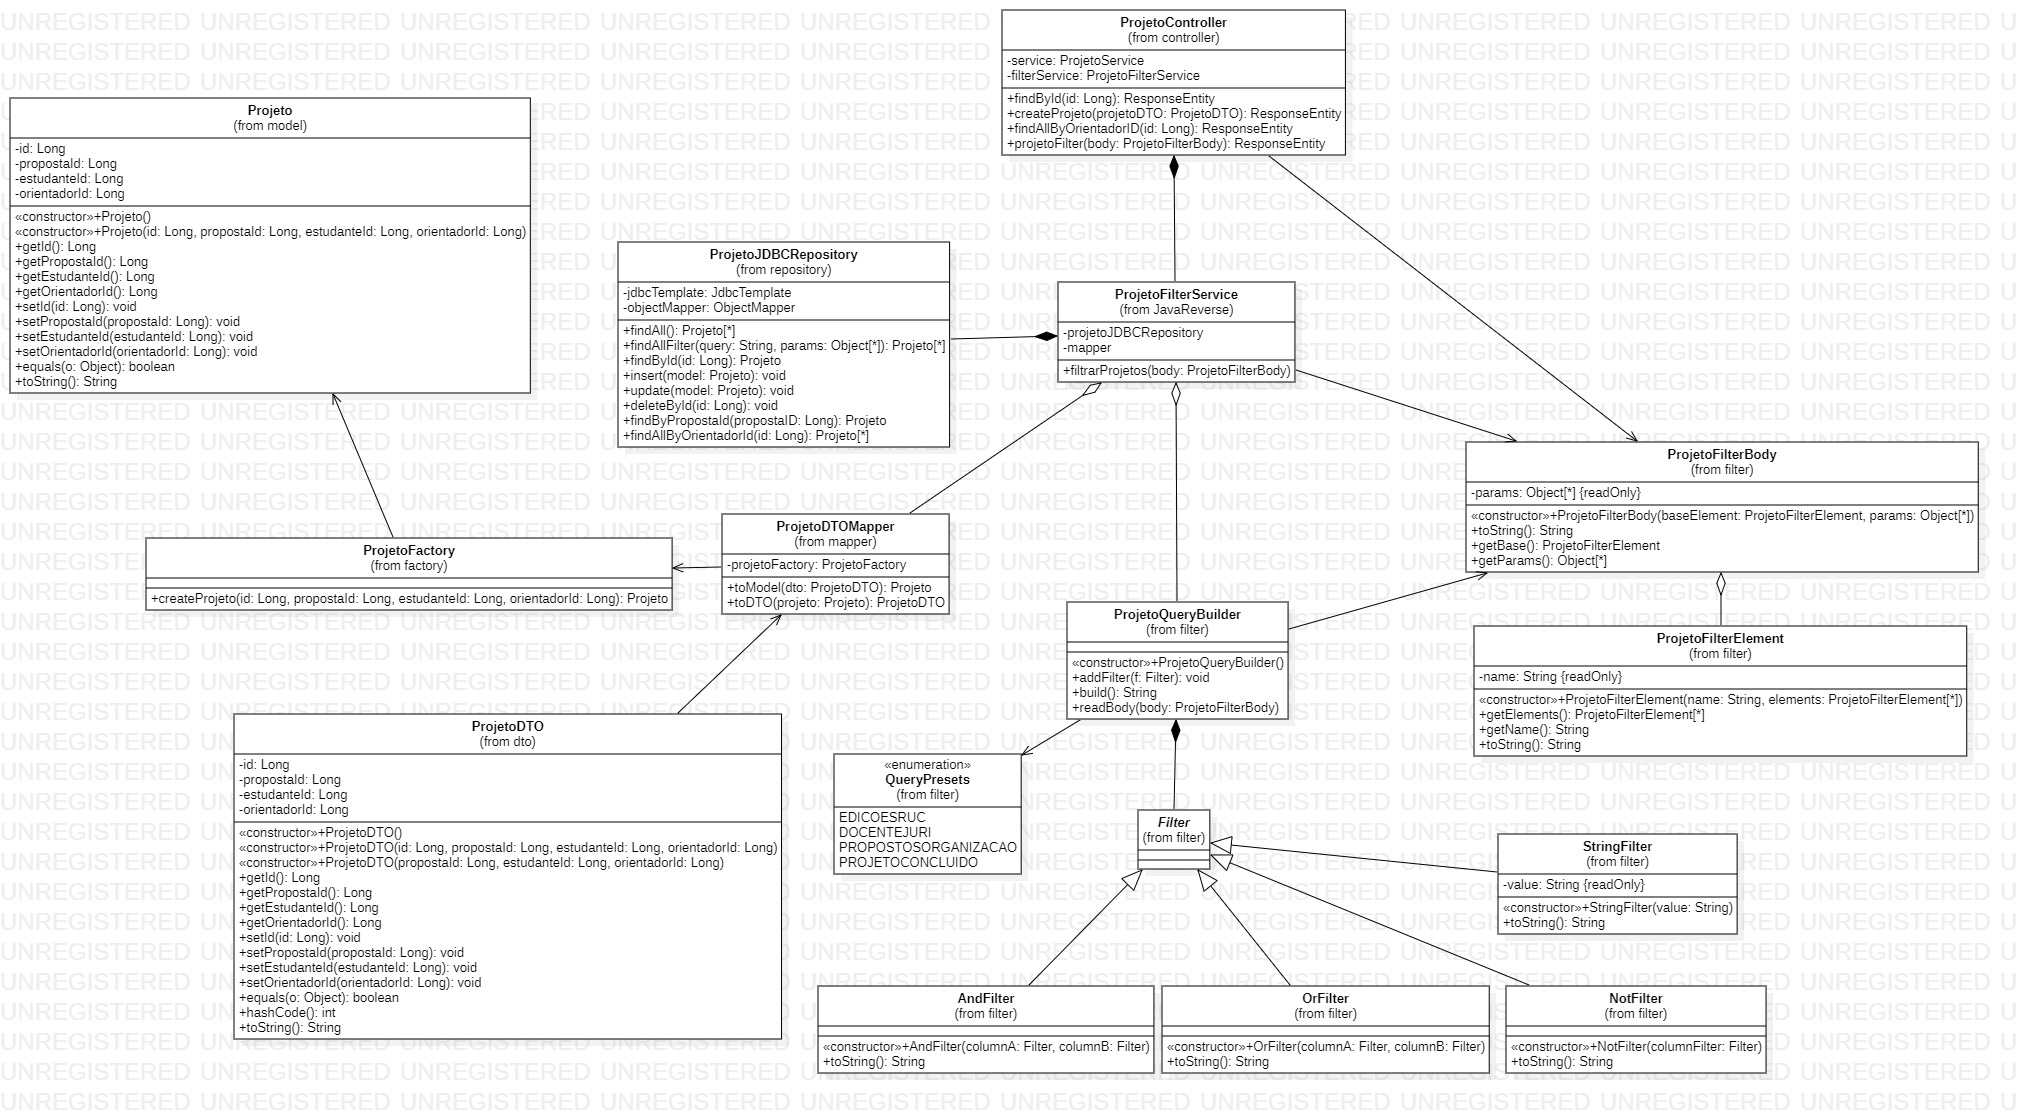 ProjetoController
(from controller)
-service: ProjetoService
-filterService: ProjetoFilterService
+findById(id: Long): ResponseEntity
+createProjeto(projetoDTO: ProjetoDTO): ResponseEntity
+findAllByOrientadorID(id: Long): ResponseEntity
+projetoFilter(body: ProjetoFilterBody): ResponseEntity
Projeto
(from model)
-id: Long
-propostaId: Long
-estudanteId: Long
-orientadorId: Long
«constructor»+Projeto()
«constructor»+Projeto(id: Long, propostaId: Long, estudanteId: Long, orientadorId: Long)
+getId(): Long
+getPropostaId(): Long
+getEstudanteId(): Long
+getOrientadorId(): Long
+setId(id: Long): void
+setPropostaId(propostaId: Long): void
+setEstudanteId(estudanteId: Long): void
+setOrientadorId(orientadorId: Long): void
+equals(o: Object): boolean
+toString(): String
ProjetoJDBCRepository
(from repository)
-jdbcTemplate: JdbcTemplate
-objectMapper: ObjectMapper
+findAll(): Projeto[*]
+findAllFilter(query: String, params: Object[*]): Projeto[*]
+findById(id: Long): Projeto
+insert(model: Projeto): void
+update(model: Projeto): void
+deleteById(id: Long): void
+findByPropostaId(propostaID: Long): Projeto
+findAllByOrientadorId(id: Long): Projeto[*]
ProjetoFilterService
(from JavaReverse)
-projetoJDBCRepository
-mapper
+filtrarProjetos(body: ProjetoFilterBody)
ProjetoFilterBody
(from filter)
-params: Object[*] {readOnly}
«constructor»+ProjetoFilterBody(baseElement: ProjetoFilterElement, params: Object[*])
+toString(): String
+getBase(): ProjetoFilterElement
+getParams(): Object[*]
ProjetoFactory
(from factory)
+createProjeto(id: Long, propostaId: Long, estudanteId: Long, orientadorId: Long): Projeto
ProjetoDTOMapper
(from mapper)
-projetoFactory: ProjetoFactory
+toModel(dto: ProjetoDTO): Projeto
+toDTO(projeto: Projeto): ProjetoDTO
ProjetoQueryBuilder
(from filter)
«constructor»+ProjetoQueryBuilder()
+addFilter(f: Filter): void
+build(): String
+readBody(body: ProjetoFilterBody)
ProjetoFilterElement
(from filter)
-name: String {readOnly}
«constructor»+ProjetoFilterElement(name: String, elements: ProjetoFilterElement[*])
+getElements(): ProjetoFilterElement[*]
+getName(): String
+toString(): String
ProjetoDTO
(from dto)
-id: Long
-propostaId: Long
-estudanteId: Long
-orientadorId: Long
«constructor»+ProjetoDTO()
«constructor»+ProjetoDTO(id: Long, propostaId: Long, estudanteId: Long, orientadorId: Long)
«constructor»+ProjetoDTO(propostaId: Long, estudanteId: Long, orientadorId: Long)
+getId(): Long
+getPropostaId(): Long
+getEstudanteId(): Long
+getOrientadorId(): Long
+setId(id: Long): void
+setPropostaId(propostaId: Long): void
+setEstudanteId(estudanteId: Long): void
+setOrientadorId(orientadorId: Long): void
+equals(o: Object): boolean
+hashCode(): int
+toString(): String
«enumeration»
QueryPresets
(from filter)
EDICOESRUC
DOCENTEJURI
PROPOSTOSORGANIZACAO
PROJETOCONCLUIDO
Filter
(from filter)
StringFilter
(from filter)
-value: String {readOnly}
«constructor»+StringFilter(value: String)
+toString(): String
AndFilter
(from filter)
«constructor»+AndFilter(columnA: Filter, columnB: Filter)
+toString(): String
OrFilter
(from filter)
«constructor»+OrFilter(columnA: Filter, columnB: Filter)
+toString(): String
NotFilter
(from filter)
«constructor»+NotFilter(columnFilter: Filter)
+toString(): String
UNREGISTERED